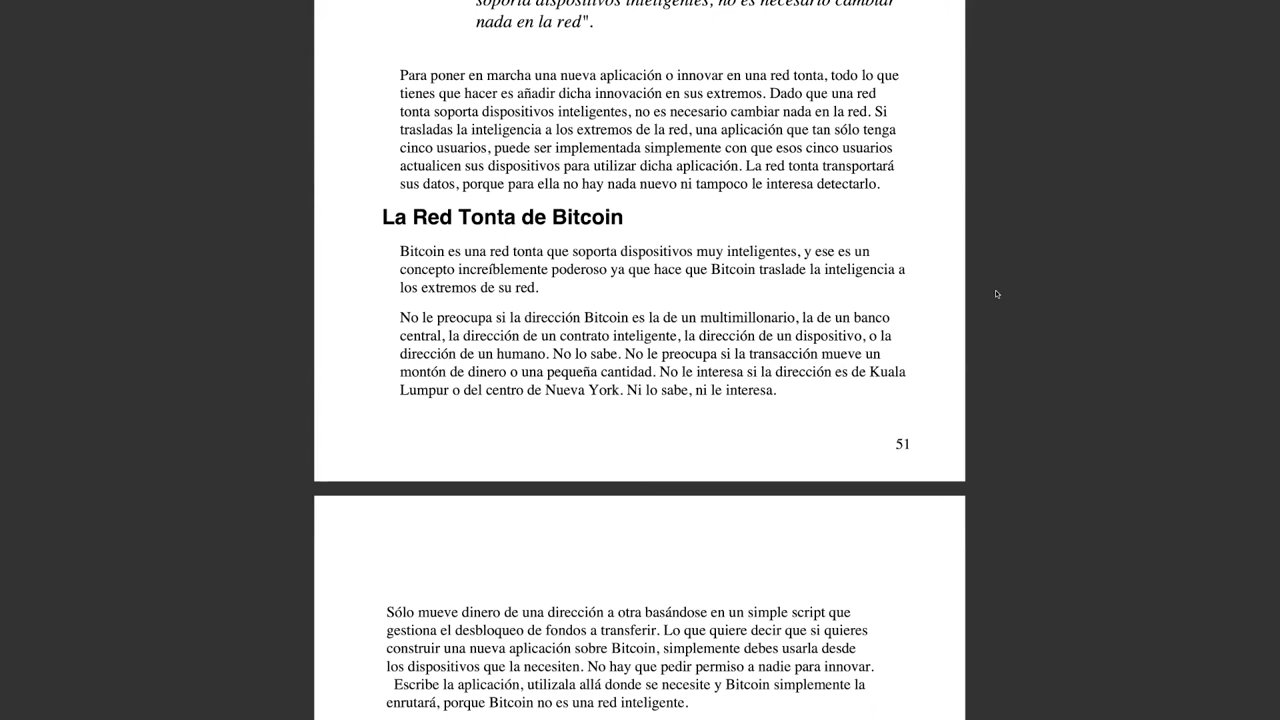 soporta dispositivos inteligentes, no es necesario cambiar
nada en la red".
Para poner en marcha una nueva aplicación o innovar en una red tonta, todo lo que
tienes que hacer es añadir dicha innovación en sus extremos. Dado que una red
tonta soporta dispositivos inteligentes, no es necesario cambiar nada en la red. Si
trasladas la inteligencia a los extremos de la red, una aplicación que tan sólo tenga
cinco usuarios, puede ser implementada simplemente con que esos cinco usuarios
actualicen sus dispositivos para utilizar dicha aplicación. La red tonta transportará
sus datos, porque para ella no hay nada nuevo ni tampoco le interesa detectarlo.
La Red Tonta de Bitcoin
Bitcoin es una red tonta que soporta dispositivos muy inteligentes, y ese es un
concepto increíblemente poderoso ya que hace que Bitcoin traslade la inteligencia a
los extremos de su red.
No le preocupa si la dirección Bitcoin es la de un multimillonario, la de un banco
central, la dirección de un contrato inteligente, la dirección de un dispositivo, o la
dirección de un humano. No lo sabe. No le preocupa si la transacción mueve un
montón de dinero o una pequeña cantidad. No le interesa si la dirección es de Kuala
Lumpur o del centro de Nueva York. Ni lo sabe, ni le interesa.
51
Sólo mueve dinero de una dirección a otra basándose en un simple script que
gestiona el desbloqueo de fondos a transferir. Lo que quiere decir que si quieres
construir una nueva aplicación sobre Bitcoin, simplemente debes usarla desde
los dispositivos que la necesiten. No hay que pedir permiso a nadie para innovar.
Escribe la aplicación, utilizala allá donde se necesite y Bitcoin simplemente la
enrutará, porque Bitcoin no es una red inteligente.